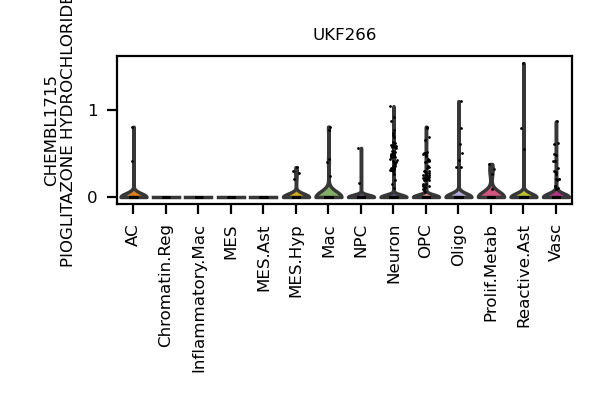 UKF266
CHEMBL1715
PIOGLITAZONE HYDROCHLORIDE
1
0
AC
Chromatin.Reg
Inflammatory.Mac
MES
MES.Ast
MES.Hyp
Mac
NPC
Neuron
OPC
Oligo
Prolif.Metab
Reactive.Ast
Vasc